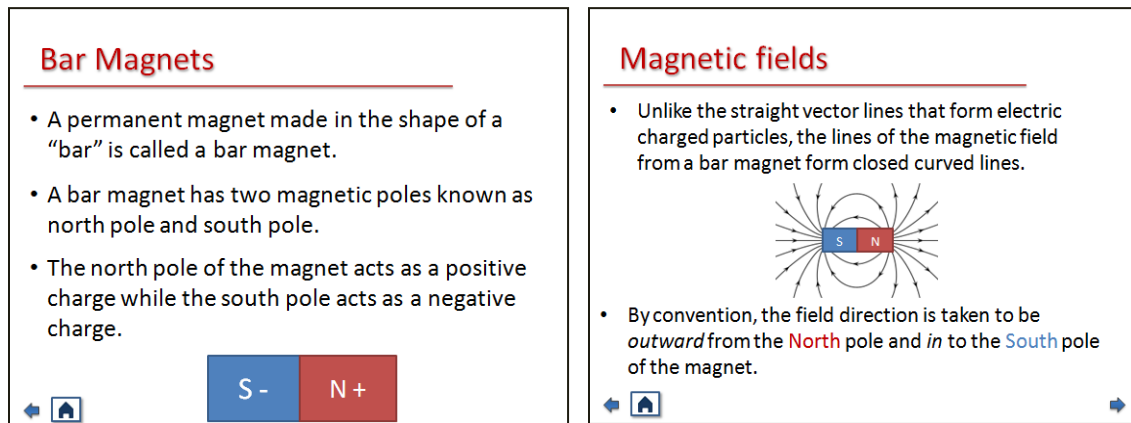 Bar Magnets
• A permanent magnet made in the shape of a
“bar” is called a bar magnet.
• A bar magnet has two magnetic poles known as
north pole and south pole.
• The north pole of the magnet acts as a positive
charge while the south pole acts as a negative
charge.
S - N +
Magnetic fields
• Unlike the straight vector lines that form electric
charged particles, the lines of the magnetic field
from a bar magnet form closed curved lines.
S N
• By convention, the field direction is taken to be
outward from the North pole and in to the South pole
of the magnet.